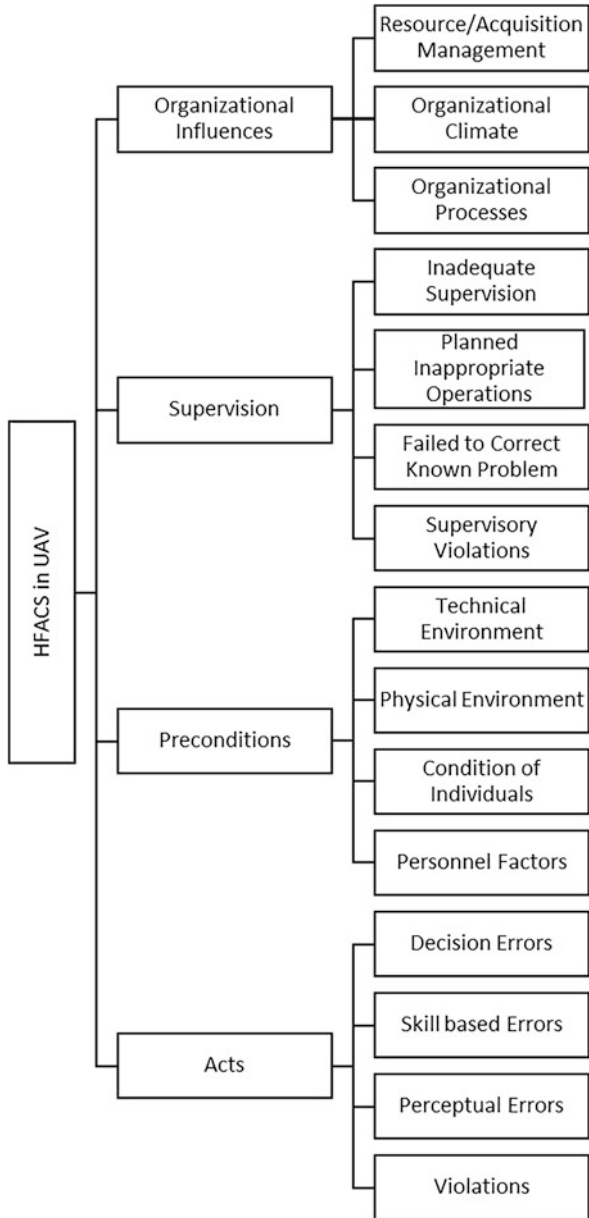 HFACS in UAV
Organizational
Influences
Resource/Acquisition
Management
Organizational
Climate
Organizational
Processes
Supervision
Inadequate
Supervision
Planned
Inappropriate
Operations
Failed to Correct
Known Problem
Supervisory
Violations
Preconditions
Technical
Environment
Physical Environment
Condition of
Individuals
Personnel Factors
Acts
Decision Errors
Skill based Errors
Perceptual Errors
Violations